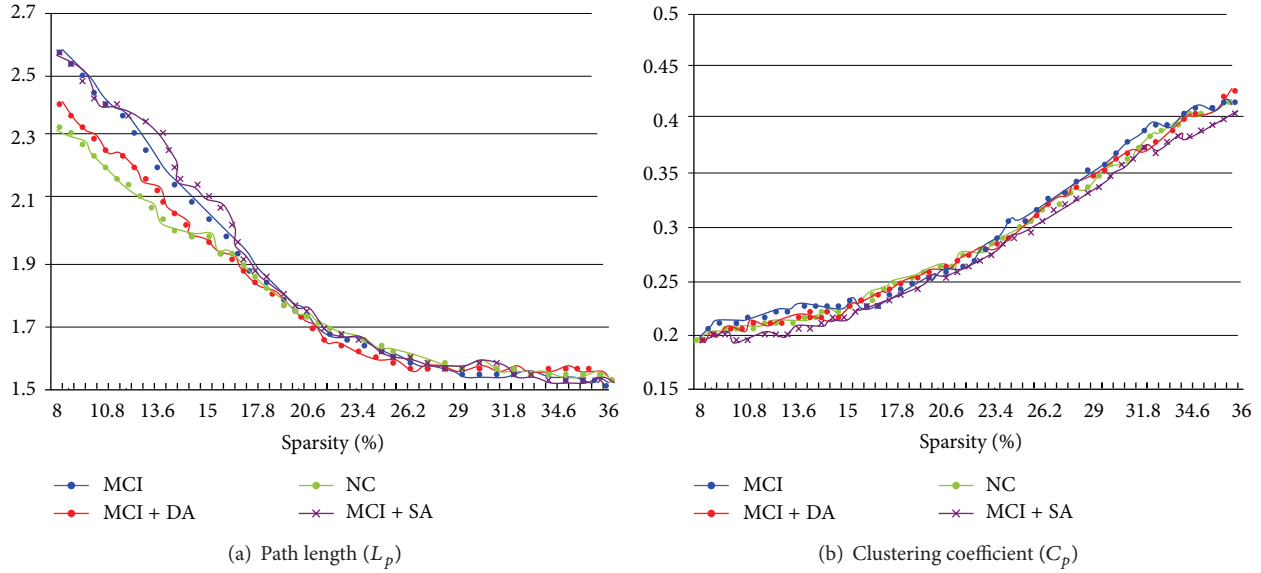 2.7
2.5
2.3
2.1
1.9
1.7
1.5
8 10.8 13.6 15 17.8 20.6 23.4 26.2 29 31.8 34.6 36
Sparsity (%)
MCI
NC
MCI + DA
MCI + SA
(a) Path length (Lp)
0.5
0.45
0.4
0.35
0.3
0.25
0.2
0.15
8 10.8 13.6 15 17.8 20.6 23.4 26.2 29 31.8 34.6 36
Sparsity (%)
MCI
NC
MCI + DA
MCI + SA
(b) Clustering coefficient (Cp)